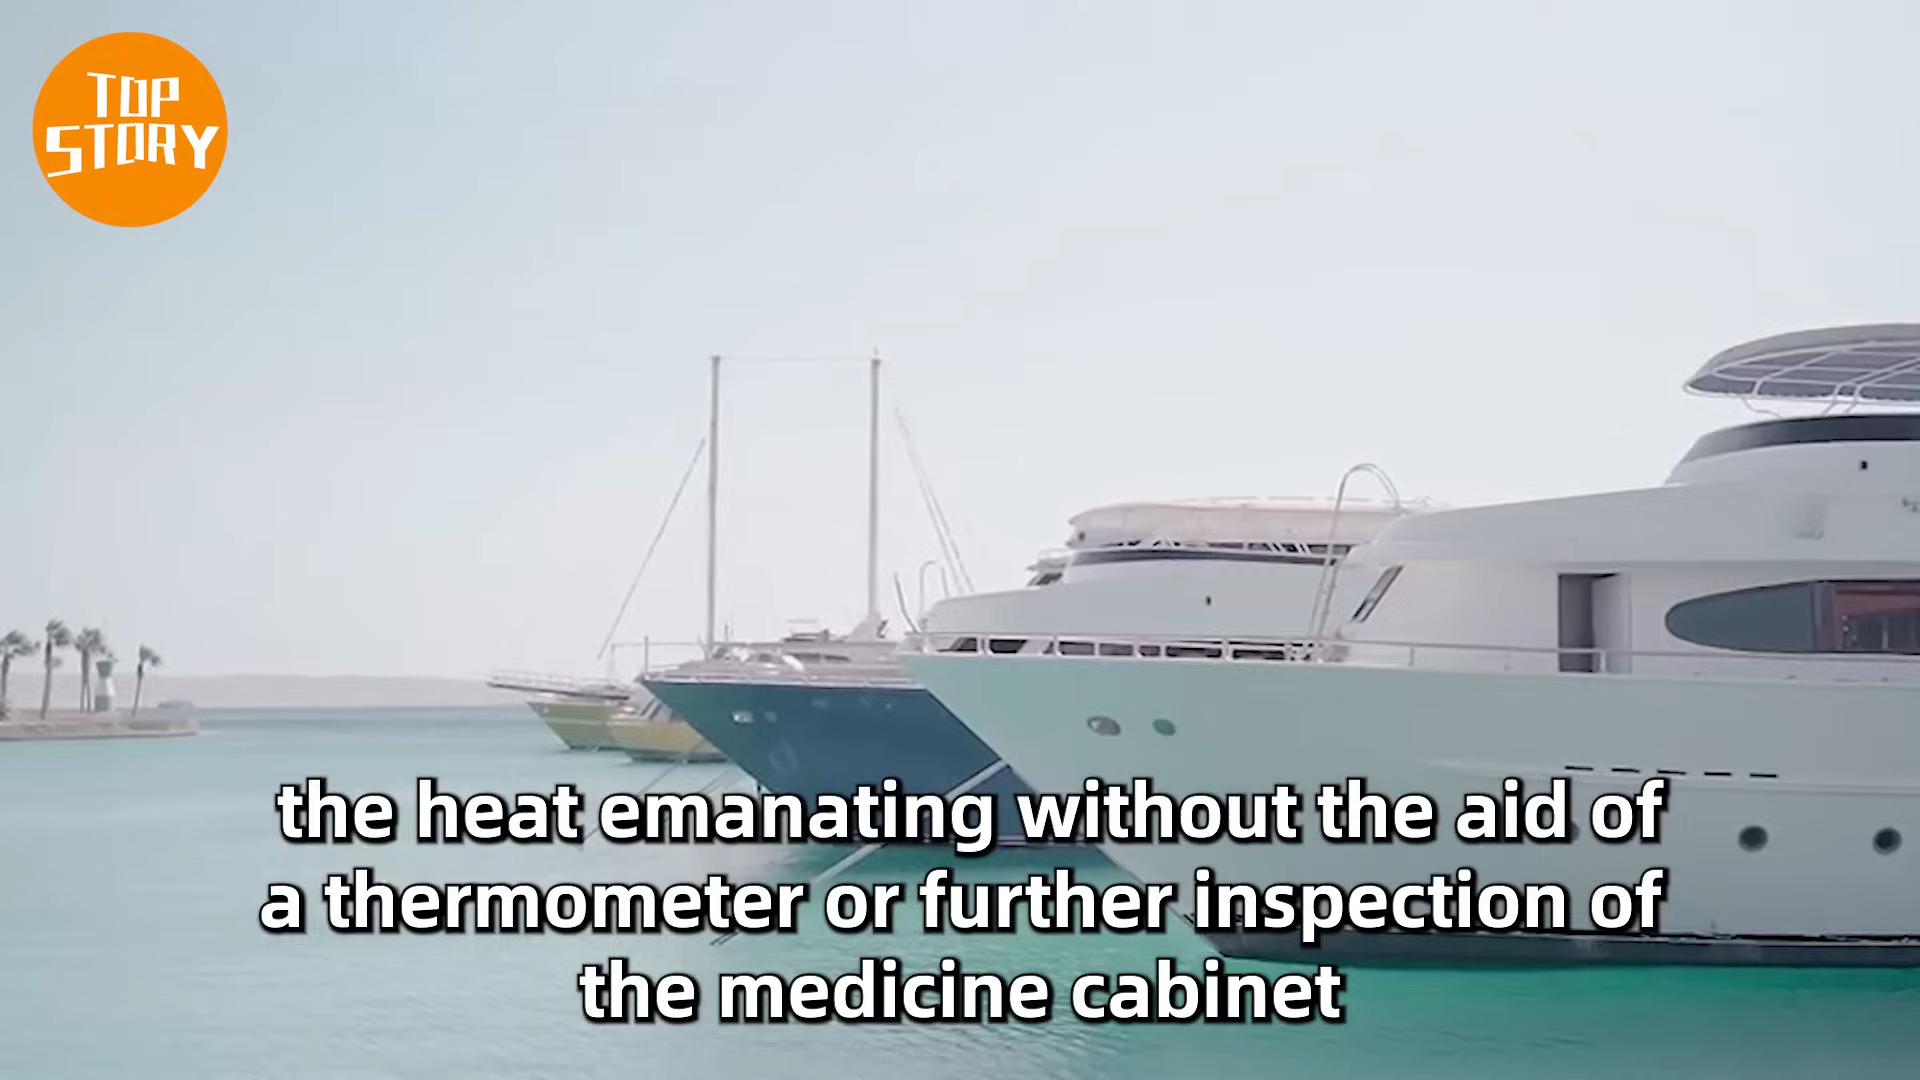 TOP
STORY
the heat emanating without the aid of
a thermometer or further inspection of
the medicine cabinet